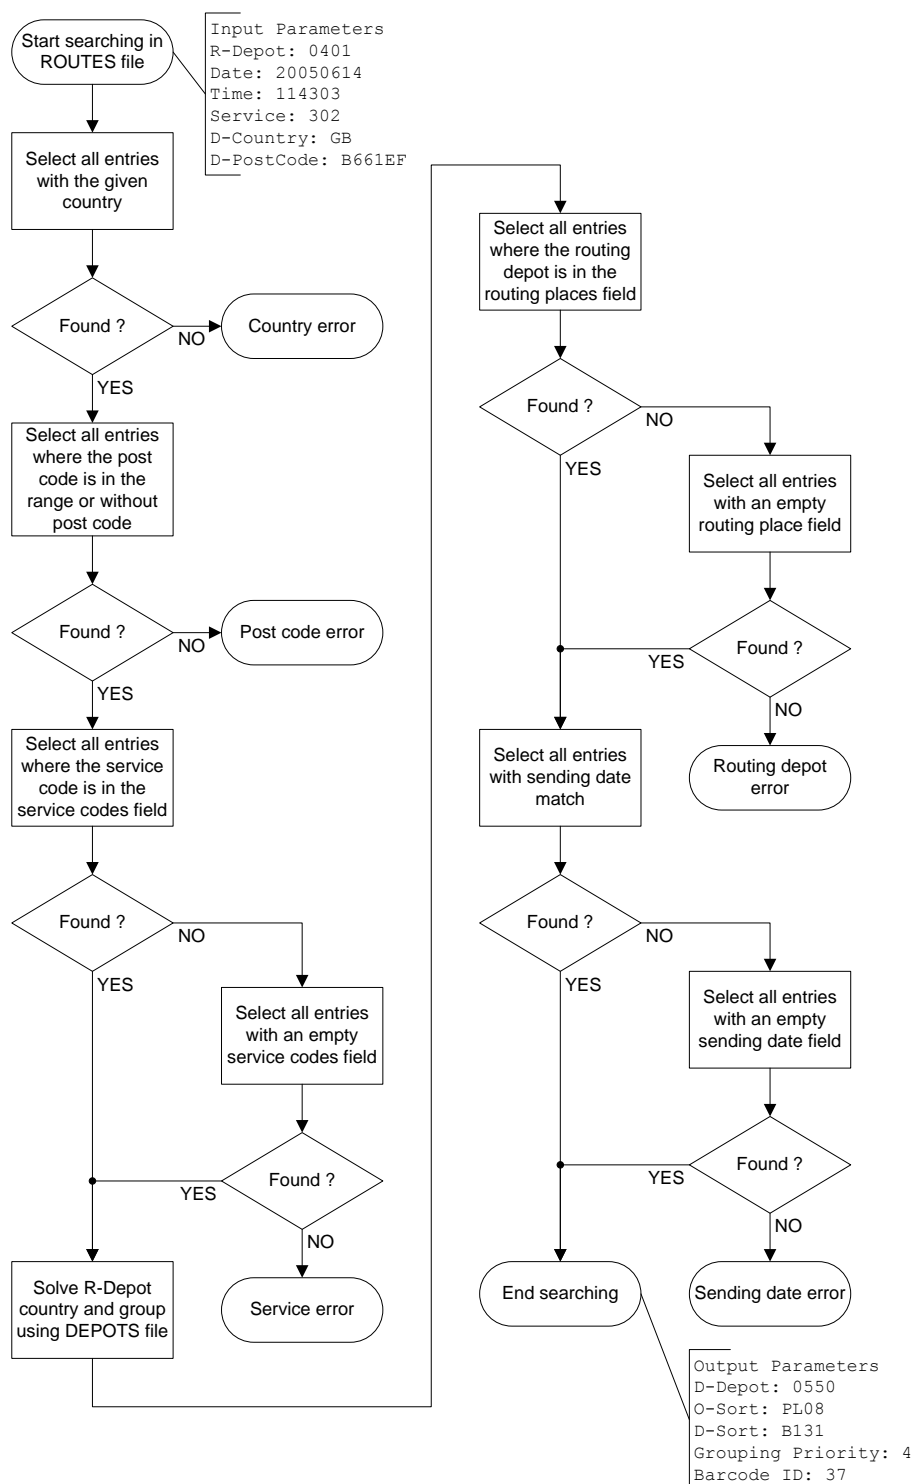 Start searching in
ROUTES file
Input Parameters
R-Depot: 0401
Date: 20050614
Time: 114303
Service: 302
D-Country: GB
D-PostCode: B661EF
Select all entries
with the given
country
Found ?
NO
Country error
YES
Select all entries
where the post
code is in the
range or without
post code
Found ?
NO
Post code error
YES
Select all entries
where the service
code is in the
service codes field
Found ?
NO
YES
Select all entries
with an empty
service codes field
Found ?
YES
NO
Service error
Solve R-Depot
country and group
using DEPOTS file
Select all entries
where the routing
depot is in the
routing places field
Found ?
NO
YES
Select all entries
with an empty
routing place field
Found ?
YES
NO
Routing depot
error
Select all entries
with sending date
match
Found ?
NO
YES
Select all entries
with an empty
sending date field
Found ?
YES
NO
Sending date error
End searching
Output Parameters
D-Depot: 0550
O-Sort: PL08
D-Sort: B131
Grouping Priority: 4
Barcode ID: 37